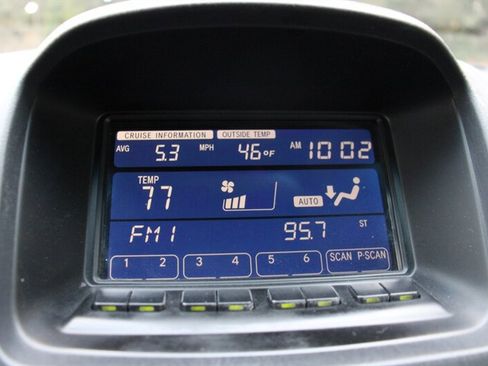 CRUISE INFORMATION OUTSIDE TEMP
AVG 5.3 MPH 46°F AM 10:02
TEMP
77 AUTO
ST
FM1 95.7
1 2 3 4 5 6 SCAN P·SCAN